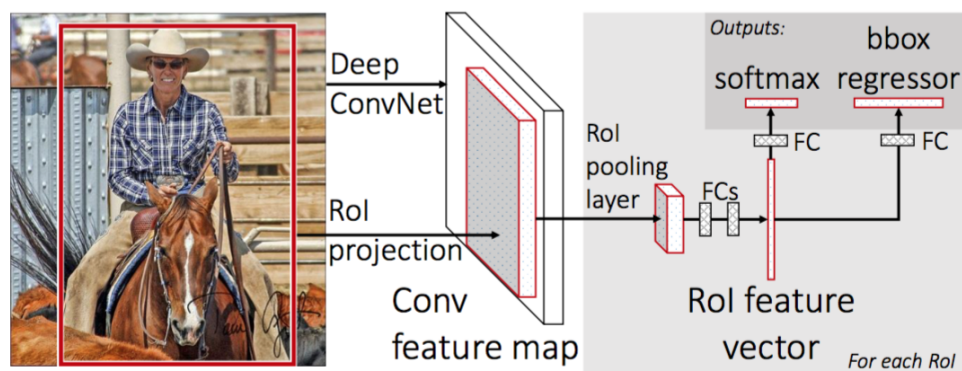 Deep
ConvNet
RoI
projection
Conv
feature map
RoI
pooling
layer
FCs
RoI feature
vector
For each RoI
Outputs:
softmax
bbox
regressor
FC
FC